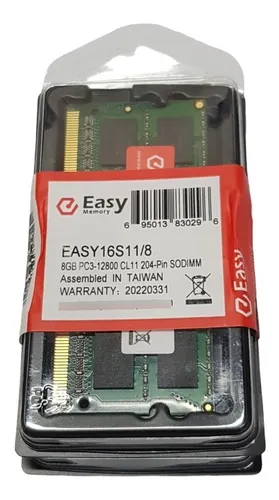 Easy
Memory
6 95013 83029 6
EASY16S11/8
8GB PC3-12800 CL11 204-Pin SODIMM
Assembled IN TAIWAN
WARRANTY: 20220331
Easy